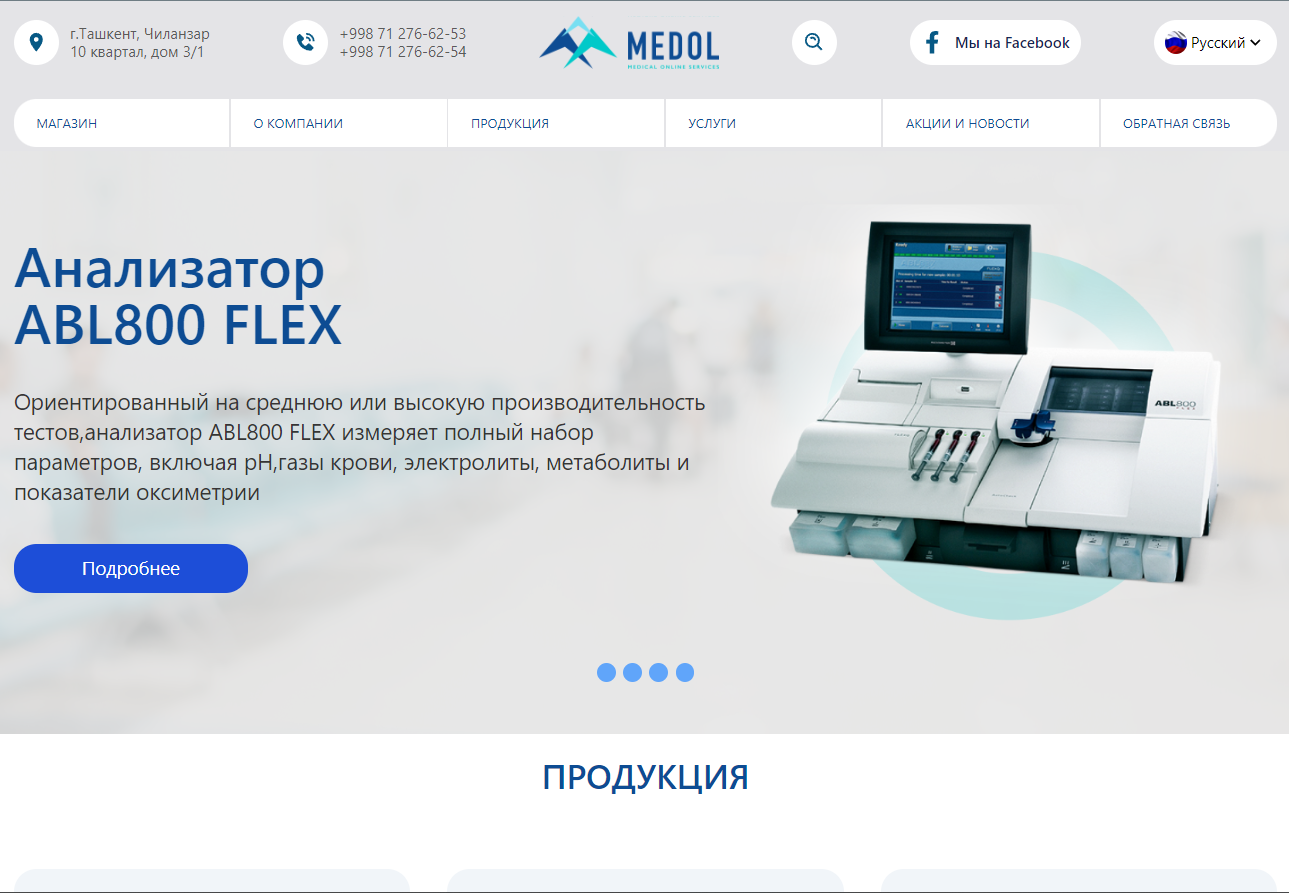 г.Ташкент, Чиланзар
10 квартал, дом 3/1
+998 71 276-62-53
+998 71 276-62-54
MEDOL
MEDICAL ONLINE SERVICES
Мы на Facebook
Русский
МАГАЗИН
О КОМПАНИИ
ПРОДУКЦИЯ
УСЛУГИ
АКЦИИ И НОВОСТИ
ОБРАТНАЯ СВЯЗЬ
Анализатор
ABL800 FLEX
Ориентированный на среднюю или высокую производительность
тестов,анализатор ABL800 FLEX измеряет полный набор
параметров, включая pH,газы крови, электролиты, метаболиты и
показатели оксиметрии
Подробнее
ABL800
FLEX
ПРОДУКЦИЯ